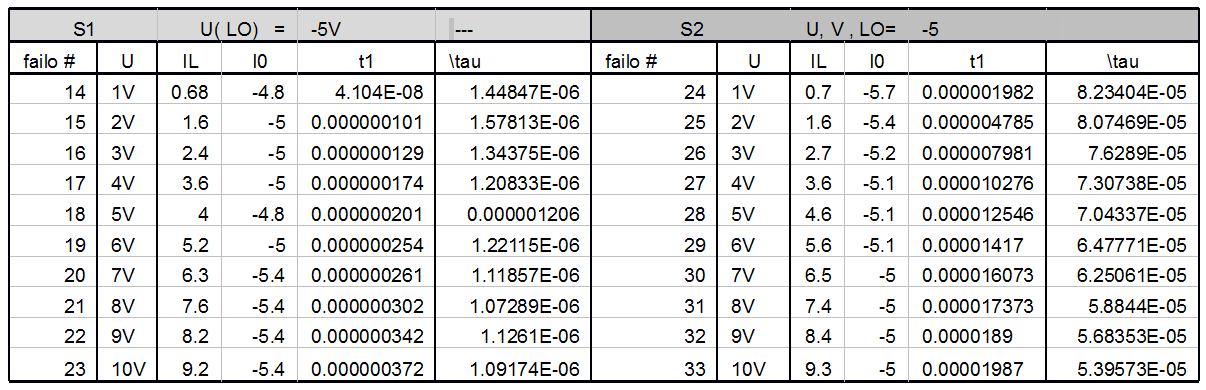 S1 U( LO) = -5V --- S2 U, V , LO= -5
failo # U IL I0 t1 \tau failo # U IL I0 t1 \tau
14 1V 0.68 -4.8 4.104E-08 1.44847E-06 24 1V 0.7 -5.7 0.000001982 8.23404E-05
15 2V 1.6 -5 0.000000101 1.57813E-06 25 2V 1.6 -5.4 0.000004785 8.07469E-05
16 3V 2.4 -5 0.000000129 1.34375E-06 26 3V 2.7 -5.2 0.000007981 7.6289E-05
17 4V 3.6 -5 0.000000174 1.20833E-06 27 4V 3.6 -5.1 0.000010276 7.30738E-05
18 5V 4 -4.8 0.000000201 0.000001206 28 5V 4.6 -5.1 0.000012546 7.04337E-05
19 6V 5.2 -5 0.000000254 1.22115E-06 29 6V 5.6 -5.1 0.00001417 6.47771E-05
20 7V 6.3 -5.4 0.000000261 1.11857E-06 30 7V 6.5 -5 0.000016073 6.25061E-05
21 8V 7.6 -5.4 0.000000302 1.07289E-06 31 8V 7.4 -5 0.000017373 5.8844E-05
22 9V 8.2 -5.4 0.000000342 1.1261E-06 32 9V 8.4 -5 0.0000189 5.68353E-05
23 10V 9.2 -5.4 0.000000372 1.09174E-06 33 10V 9.3 -5 0.00001987 5.39573E-05